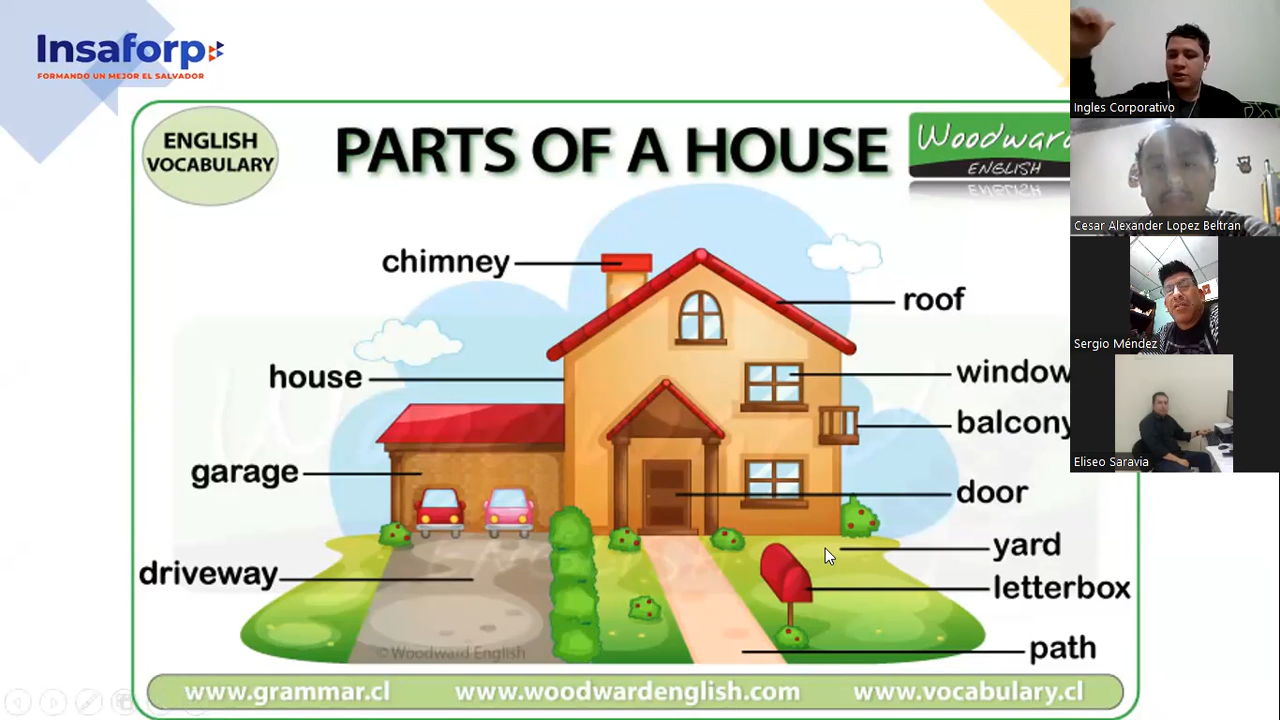 Insaforp
FORMANDO UN MEJOR EL SALVADOR
ENGLISH
VOCABULARY
PARTS OF A HOUSE
Woodward
ENGLISH
chimney
roof
house
window
balcony
garage
door
yard
driveway
letterbox
path
© Woodward English
www.grammar.cl
www.woodwardenglish.com
www.vocabulary.cl
Ingles Corporativo
Cesar Alexander Lopez Beltran
Sergio Méndez
Eliseo Saravia